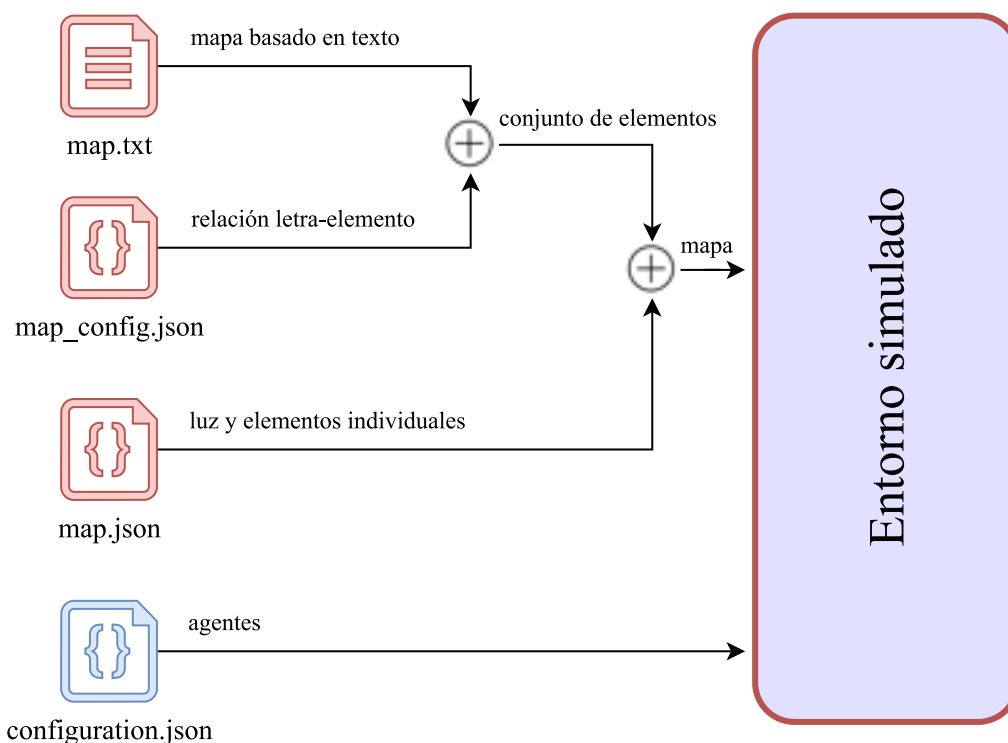 mapa basado en texto
map.txt
conjunto de elementos
relación letra-elemento
map_config.json
mapa
luz y elementos individuales
map.json
agentes
configuration.json
Entorno simulado